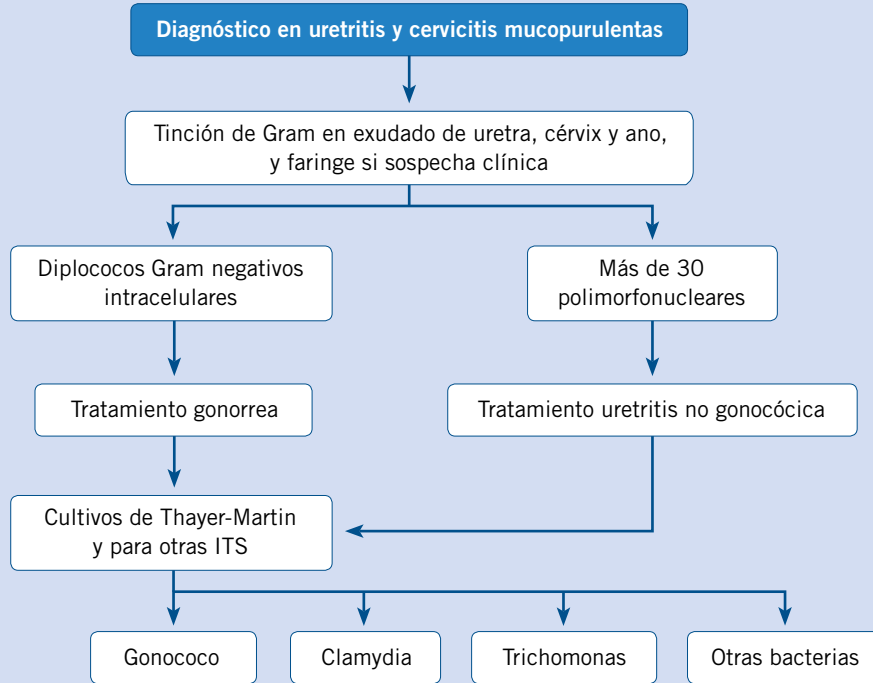 Diagnóstico en uretritis y cervicitis mucopurulentas
Tinción de Gram en exudado de uretra, cérvix y ano,
y faringe si sospecha clínica
Diplococos Gram negativos
intracelulares
Más de 30
polimorfonucleares
Tratamiento gonorrea
Tratamiento uretritis no gonocócica
Cultivos de Thayer-Martin
y para otras ITS
Gonococo
Clamydia
Trichomonas
Otras bacterias